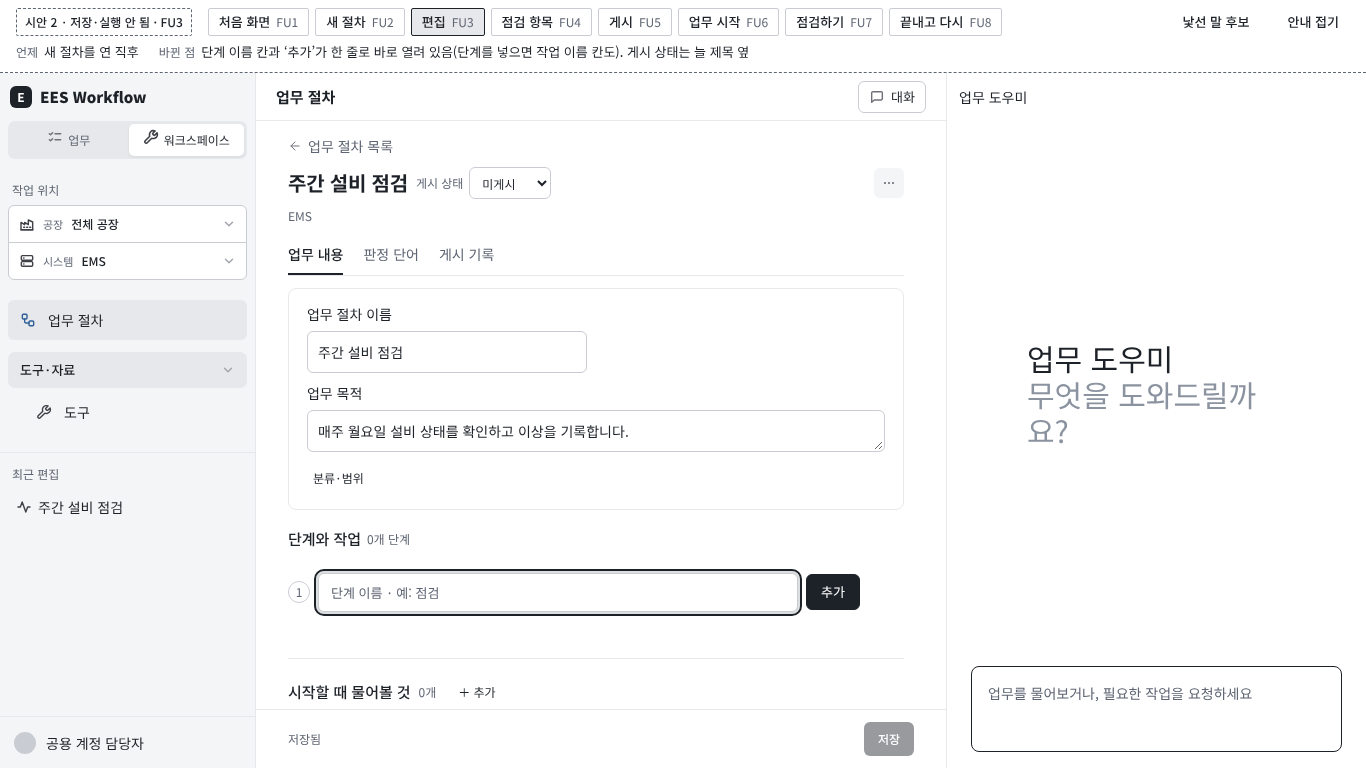 시안 2 · 저장·실행 안 됨 · FU3
처음 화면 FU1
새 절차 FU2
편집 FU3
점검 항목 FU4
게시 FU5
업무 시작 FU6
점검하기 FU7
끝내고 다시 FU8
낯선 말 후보
안내 접기
언제 새 절차를 연 직후 바뀐 점 단계 이름 칸과 ‘추가’가 한 줄로 바로 열려 있음(단계를 넣으면 작업 이름 칸도). 게시 상태는 늘 제목 옆
E EES Workflow
업무
워크스페이스
작업 위치
공장 전체 공장
시스템 EMS
업무 절차
도구·자료
도구
최근 편집
주간 설비 점검
공용 계정 담당자
업무 절차
대화
← 업무 절차 목록
주간 설비 점검 게시 상태 미게시
···
EMS
업무 내용 판정 단어 게시 기록
업무 절차 이름
주간 설비 점검
업무 목적
매주 월요일 설비 상태를 확인하고 이상을 기록합니다.
분류·범위
단계와 작업 0개 단계
1 단계 이름 · 예: 점검 추가
시작할 때 물어볼 것 0개 + 추가
저장됨 저장
업무 도우미
업무 도우미
무엇을 도와드릴까
요?
업무를 물어보거나, 필요한 작업을 요청하세요